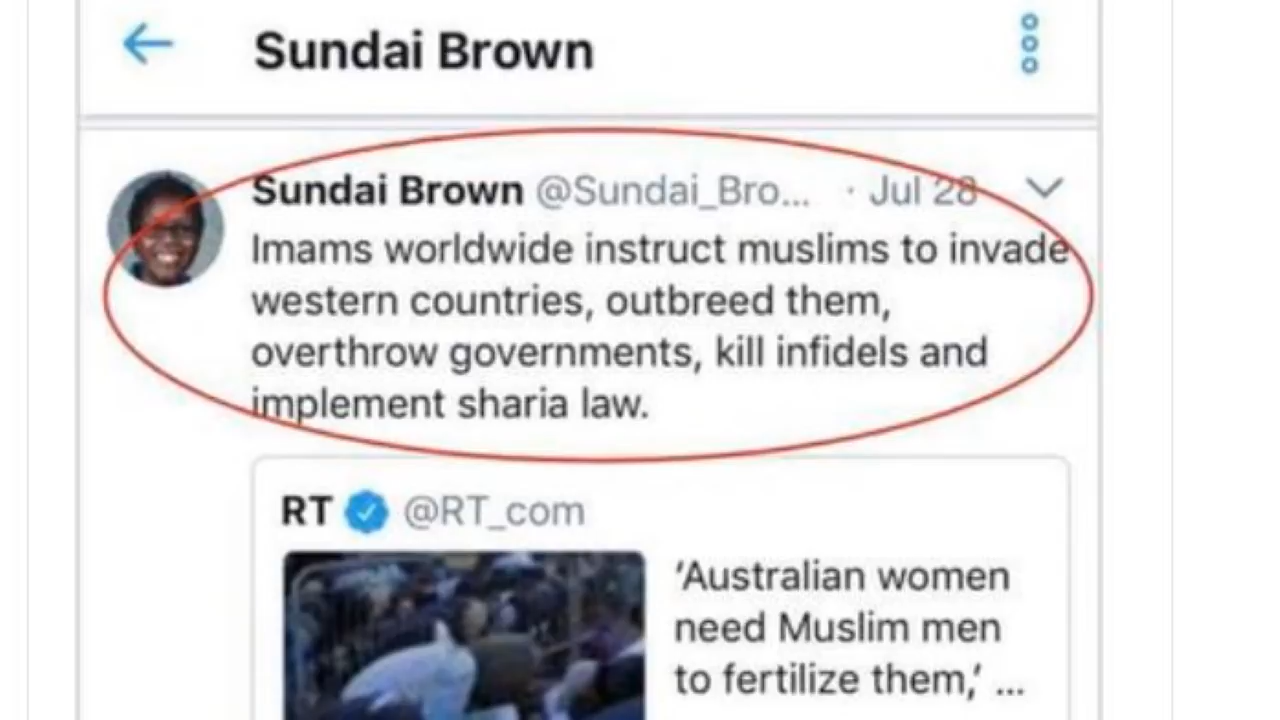 Sundai Brown
Sundai Brown @Sundai_Bro... · Jul 28
Imams worldwide instruct muslims to invade
western countries, outbreed them,
overthrow governments, kill infidels and
implement sharia law.
RT @RT_com
‘Australian women
need Muslim men
to fertilize them,’ ...